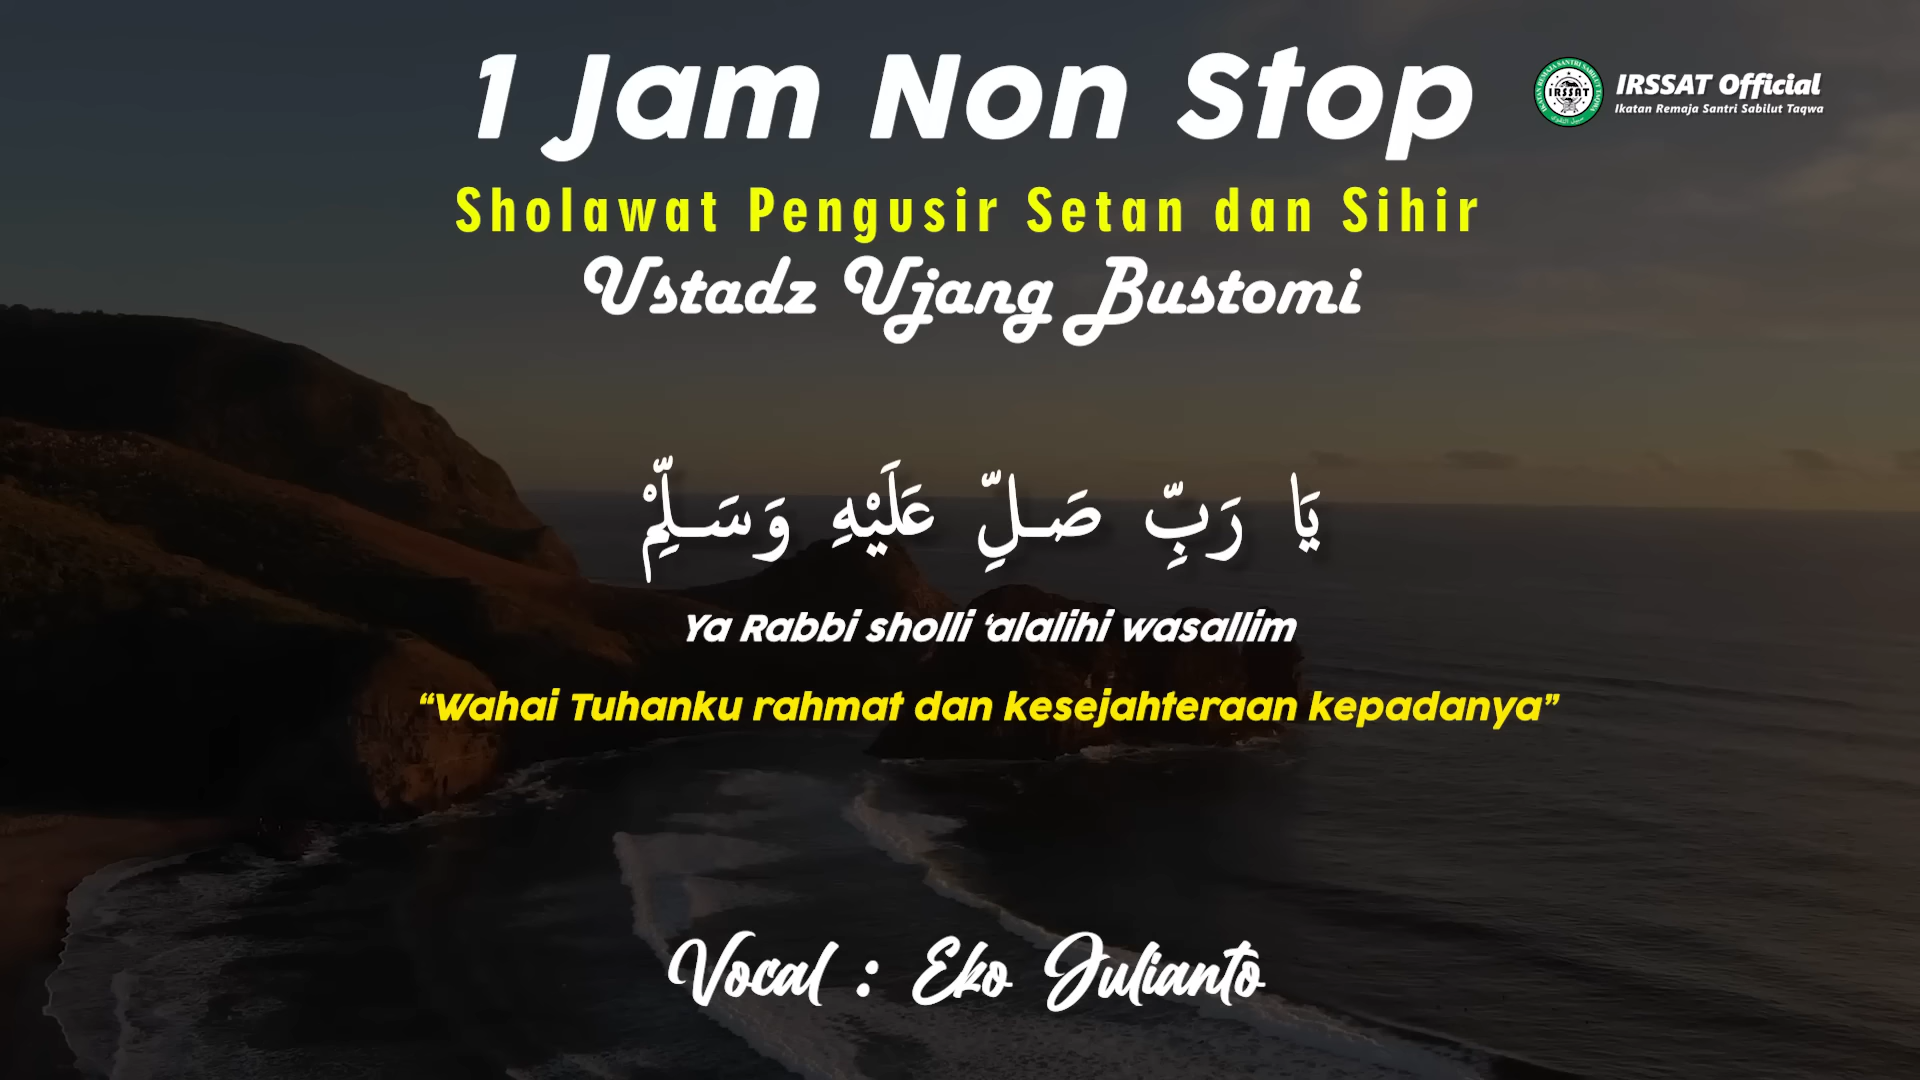 1 Jam Non Stop
IRSSAT Official
Ikatan Remaja Santri Sabilut Taqwa
IRSSAT
Sholawat Pengusir Setan dan Sihir
Ustadz Ujang Bustomi
يَا رَبِّ صَلِّ عَلَيْهِ وَسَلِّمْ
Ya Rabbi sholli ‘alalihi wasallim
“Wahai Tuhanku rahmat dan kesejahteraan kepadanya”
Vocal : Eko Julianto